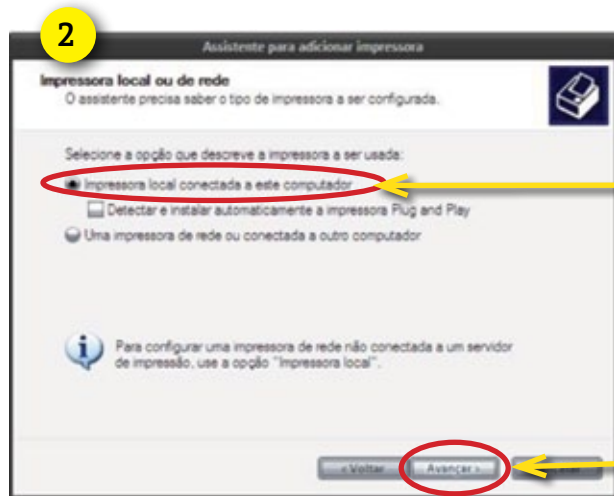 2
Assistente para adicionar impressora
Impressora local ou de rede
O assistente precisa saber o tipo de impressora a ser configurada.
Selecione a opção que descreve a impressora a ser usada:
Impressora local conectada a este computador
Detectar e instalar automaticamente a impressora Plug and Play
Uma impressora de rede ou conectada a outro computador
Para configurar uma impressora de rede não conectada a um servidor
de impressão, use a opção "Impressora local".
< Voltar Avançar >